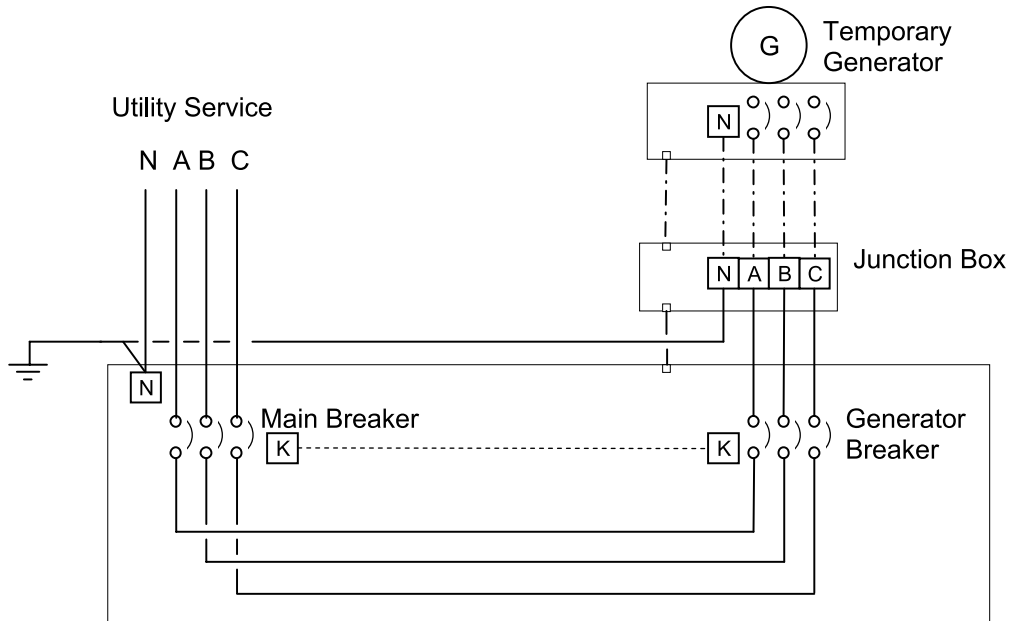 G
Temporary
Generator
N
Utility Service
N A B C
N A B C
Junction Box
N
Main Breaker
K
K
Generator
Breaker